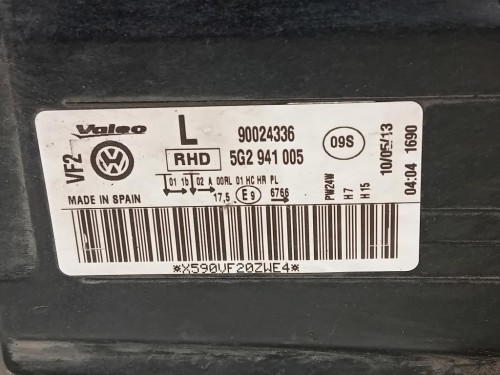 Valeo L 90024336
VF2 RHD 5G2 941 005 09S 10/05/13
01 1b 02 A 00RL 01 HC HR PL PW24W 04:04 1690
MADE IN SPAIN 17,5 E9 6766 H7 H15
*X590VF20ZWE4*